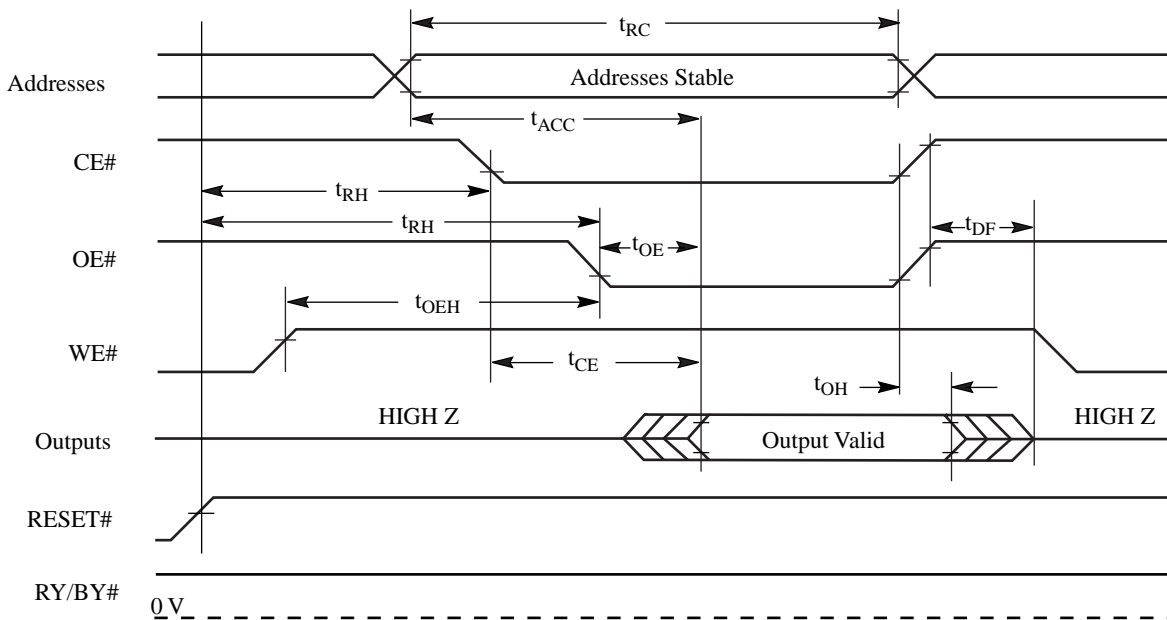 tRC
Addresses
Addresses Stable
tACC
CE#
tRH
tRH
tDF
OE#
tOE
tOEH
WE#
tCE
tOH
HIGH Z
HIGH Z
Outputs
Output Valid
RESET#
RY/BY#
0 V